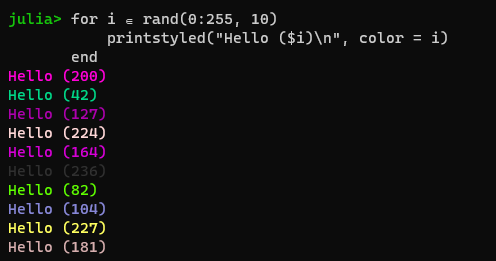 julia> for i ∈ rand(0:255, 10)
           printstyled("Hello ($i)\n", color = i)
       end
Hello (200)
Hello (42)
Hello (127)
Hello (224)
Hello (164)
Hello (236)
Hello (82)
Hello (104)
Hello (227)
Hello (181)